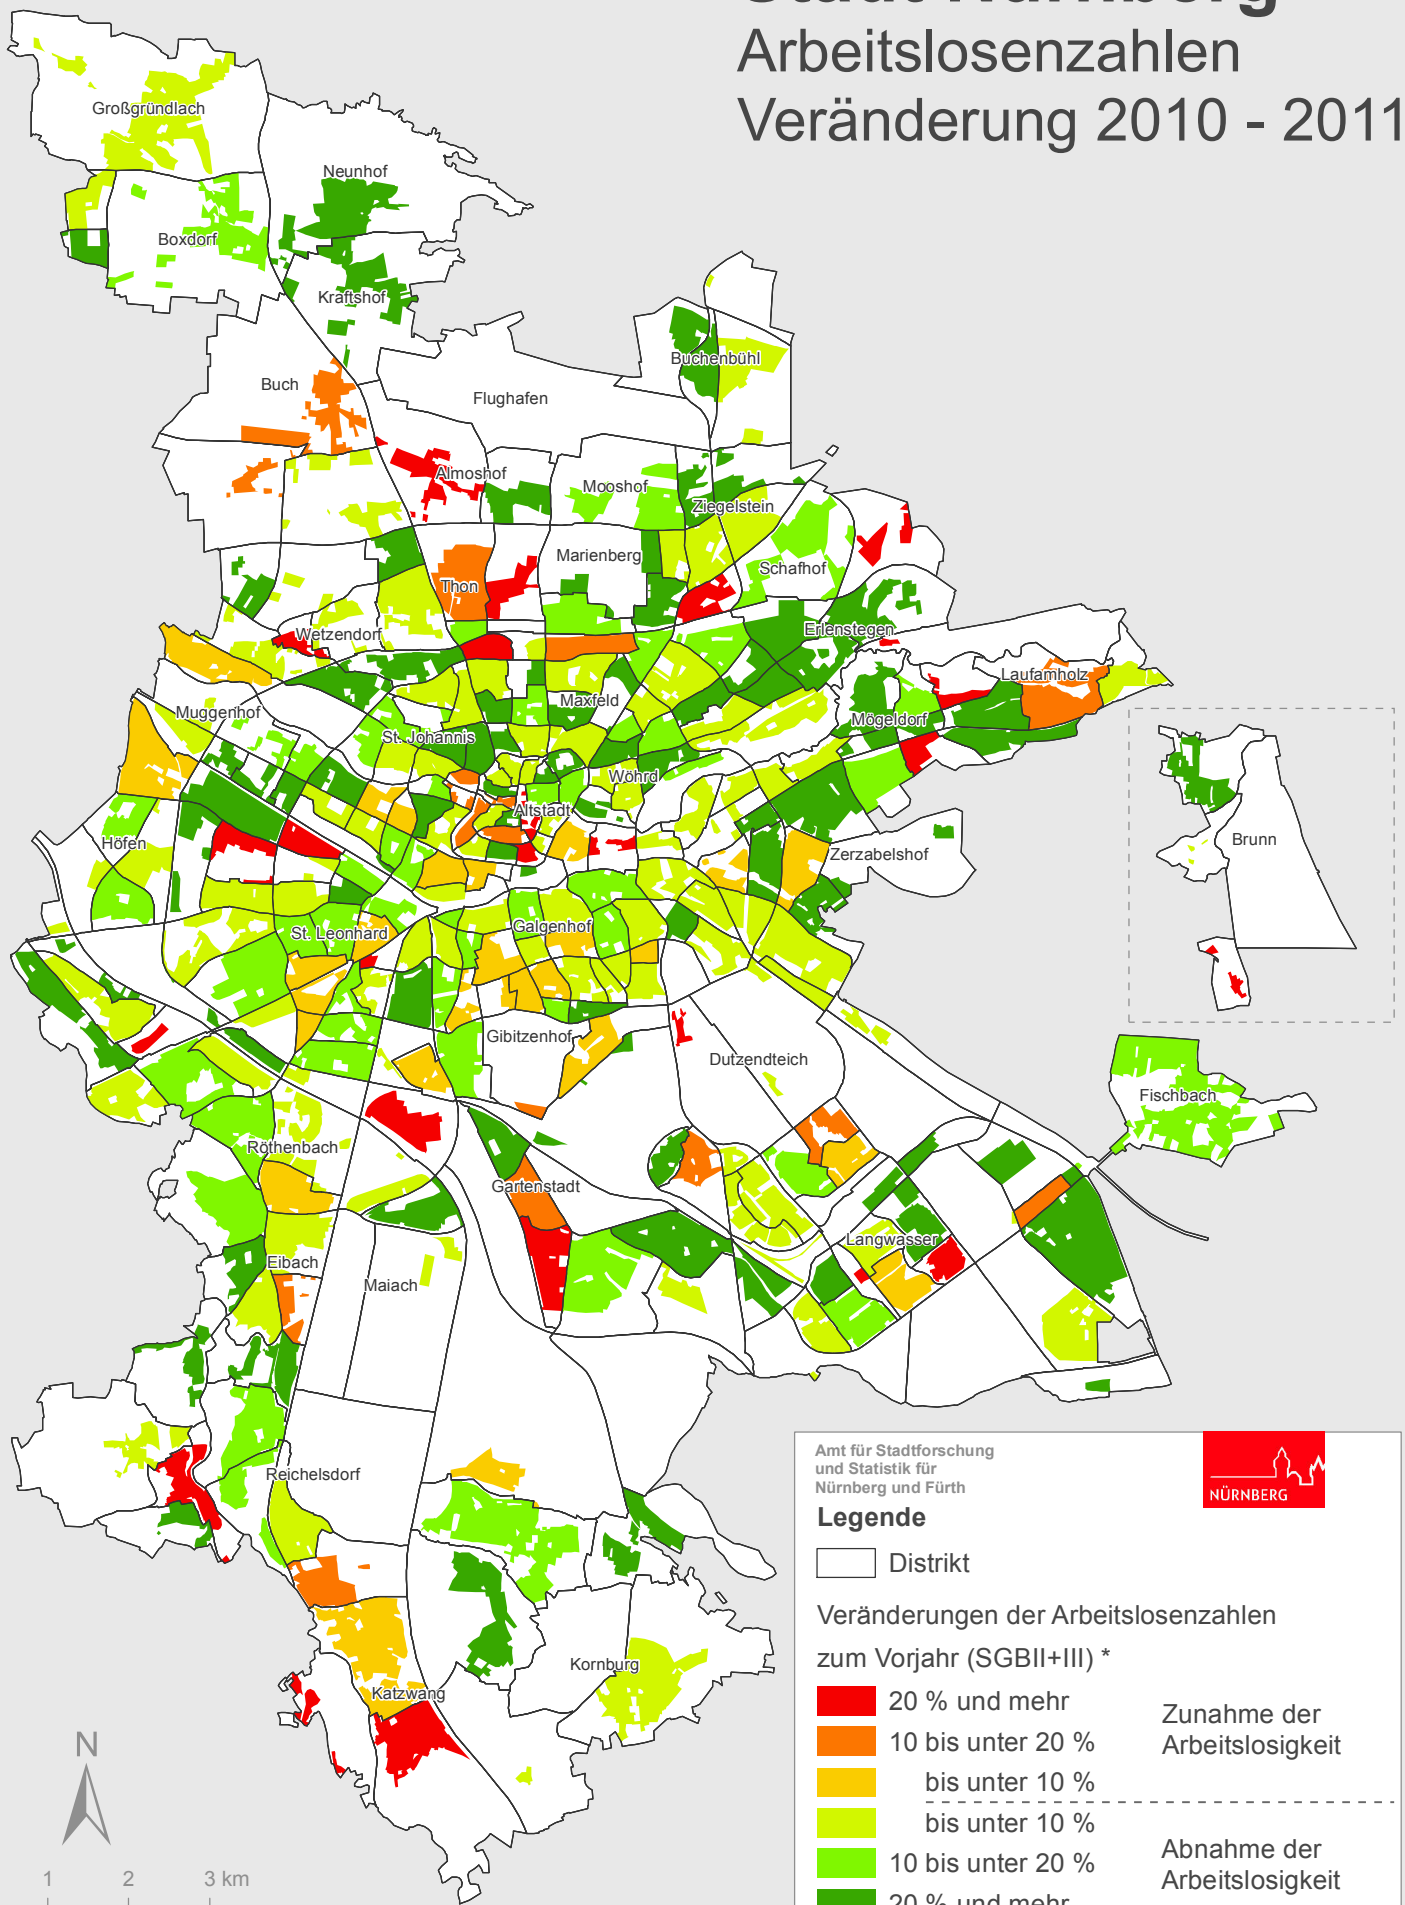 Stadt Nürnberg
Arbeitslosenzahlen
Veränderung 2010 - 2011
Großgründlach
Neunhof
Boxdorf
Kraftshof
Buchenbühl
Buch
Flughafen
Almoshof
Mooshof
Ziegelstein
Marienberg
Schafhof
Thon
Wetzendorf
Erlenstegen
Laufamholz
Maxfeld
Muggenhof
Mögeldorf
St. Johannis
Wöhrd
Altstadt
Höfen
Zerzabelshof
Brunn
St. Leonhard
Galgenhof
Gibitzenhof
Dutzendteich
Fischbach
Röthenbach
Gartenstadt
Langwasser
Eibach
Maiach
Reichelsdorf
Kornburg
Katzwang
N
1 2 3 km
Amt für Stadtforschung
und Statistik für
Nürnberg und Fürth
NÜRNBERG
Legende
Distrikt
Veränderungen der Arbeitslosenzahlen
zum Vorjahr (SGBII+III) *
20 % und mehr
10 bis unter 20 %
bis unter 10 %
Zunahme der
Arbeitslosigkeit
bis unter 10 %
10 bis unter 20 %
20 % und mehr
Abnahme der
Arbeitslosigkeit